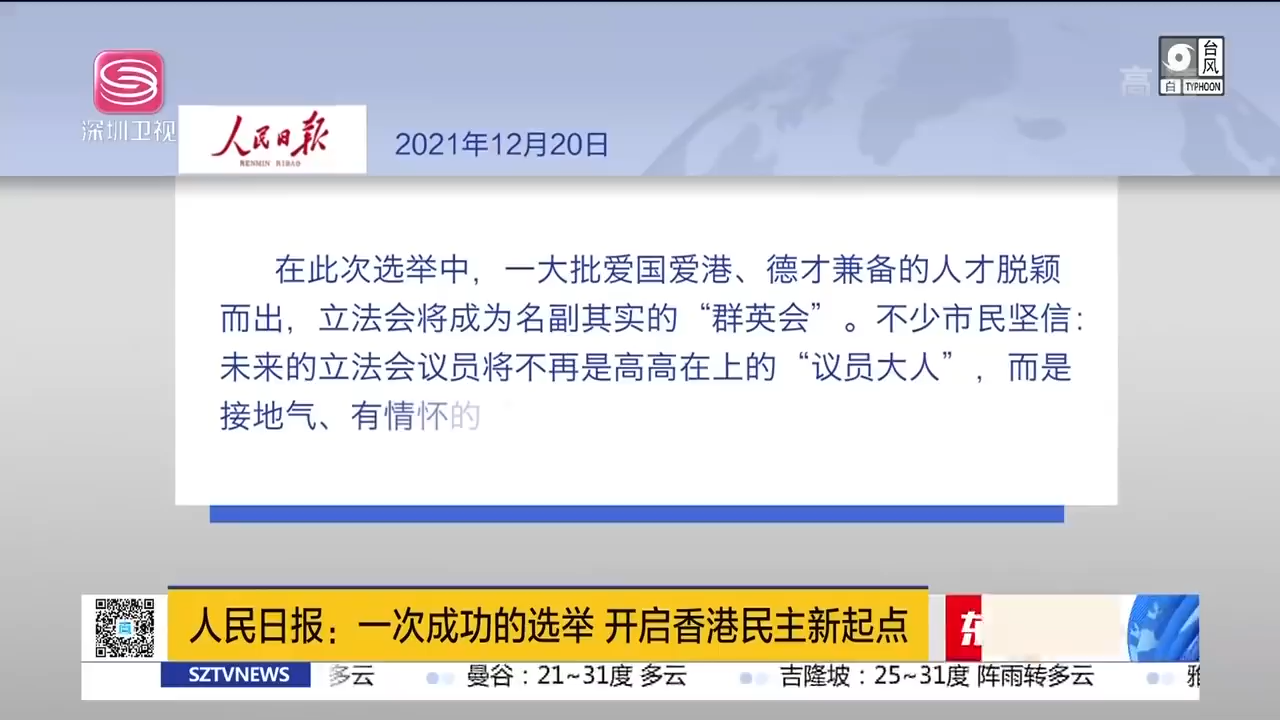 深圳卫视
高
台风
白 TYPHOON
人民日报
RENMIN RIBAO
2021年12月20日
在此次选举中，一大批爱国爱港、德才兼备的人才脱颖
而出，立法会将成为名副其实的“群英会”。不少市民坚信：
未来的立法会议员将不再是高高在上的“议员大人”，而是
接地气、有情怀的
人民日报：一次成功的选举 开启香港民主新起点
SZTVNEWS
多云 曼谷：21~31度 多云 吉隆坡：25~31度 阵雨转多云 雅